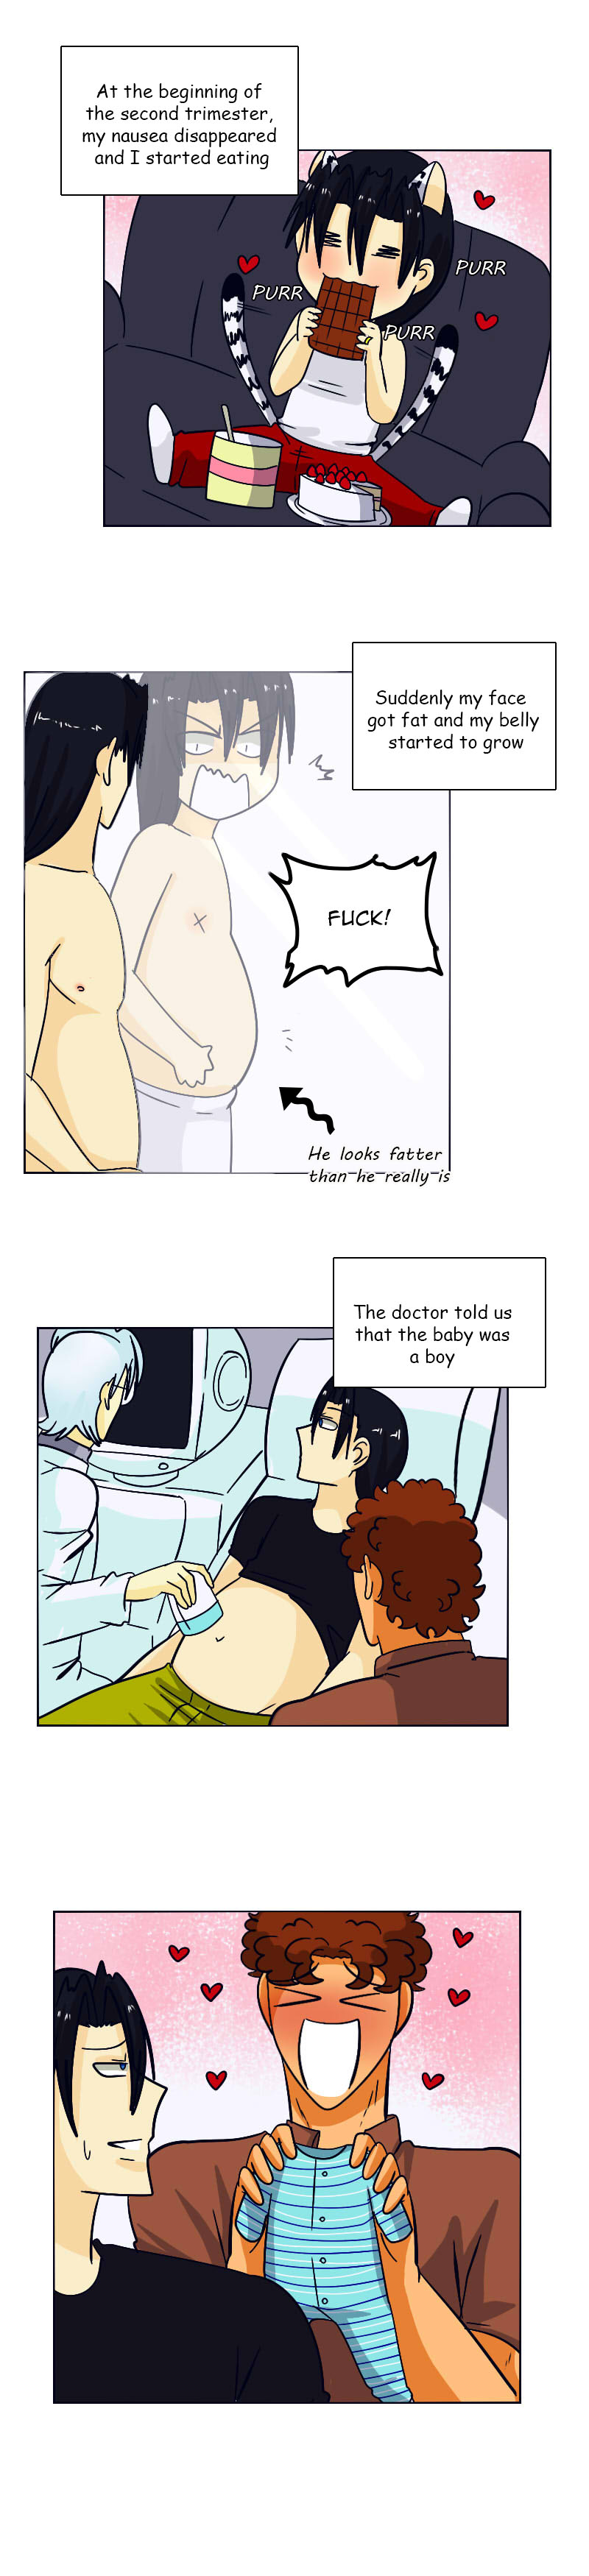 At the beginning of
the second trimester,
my nausea disappeared
and I started eating
PURR
PURR
PURR
Suddenly my face
got fat and my belly
started to grow
FUCK!
He looks fatter
than he really is
The doctor told us
that the baby was
a boy